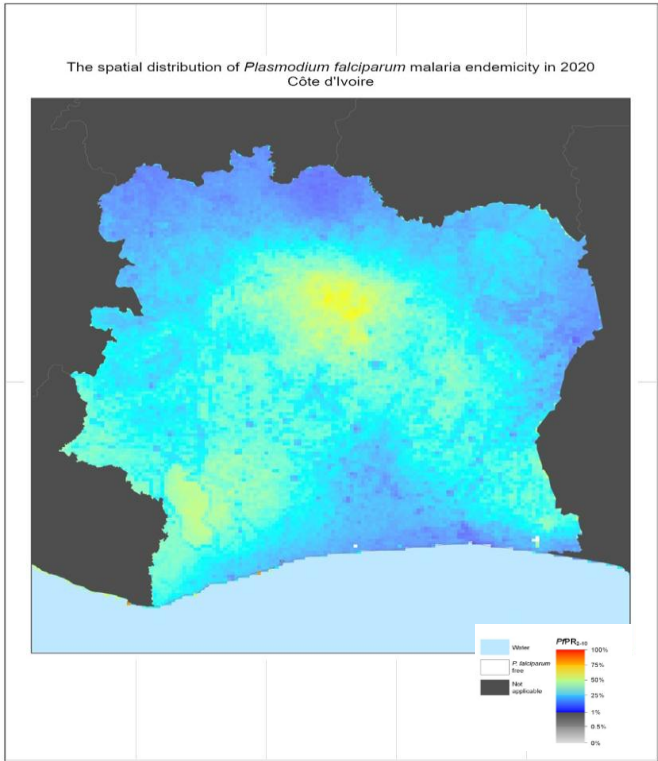 The spatial distribution of Plasmodium falciparum malaria endemicity in 2020
Côte d'Ivoire
Water
P. falciparum
free
Not
applicable
PfPR2-10
100%
75%
50%
20%
1%
0.5%
0%